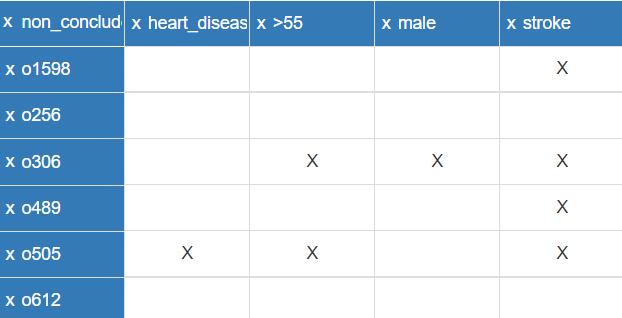 x non_conclud x heart_diseas x >55 x male x stroke
x o1598 X
x o256
x o306 X X X
x o489 X
x o505 X X X
x o612